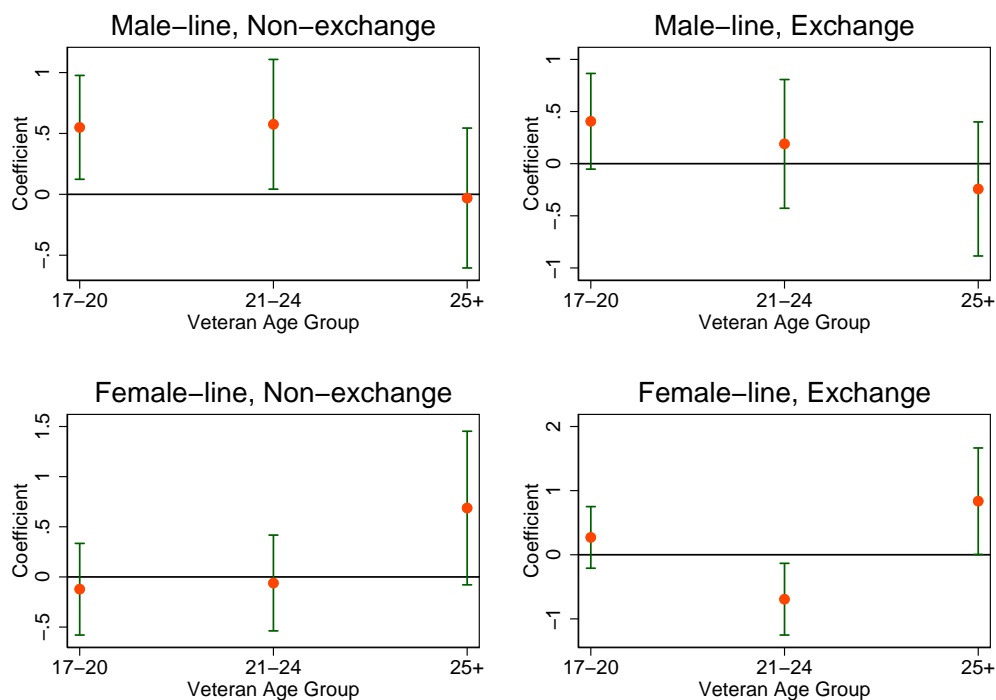 Male−line, Non−exchange
Coefficient
1
.5
0
−.5
17−20 21−24 25+
Veteran Age Group
Male−line, Exchange
Coefficient
1
.5
0
−.5
−1
17−20 21−24 25+
Veteran Age Group
Female−line, Non−exchange
Coefficient
1.5
1
.5
0
−.5
17−20 21−24 25+
Veteran Age Group
Female−line, Exchange
Coefficient
2
1
0
−1
17−20 21−24 25+
Veteran Age Group